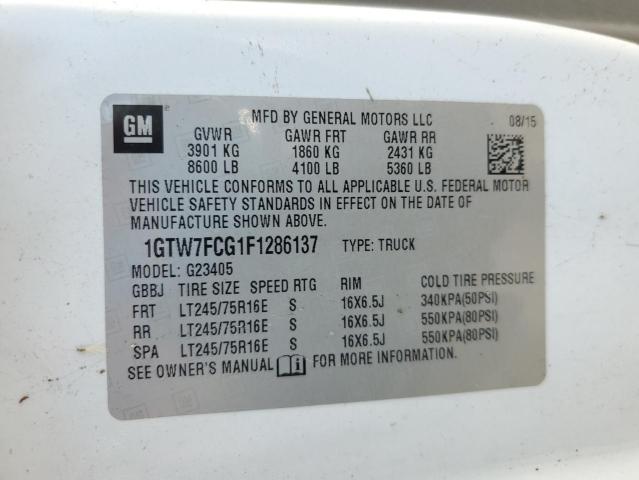 GM
MFD BY GENERAL MOTORS LLC 08/15
GVWR GAWR FRT GAWR RR
3901 KG 1860 KG 2431 KG
8600 LB 4100 LB 5360 LB
THIS VEHICLE CONFORMS TO ALL APPLICABLE U.S. FEDERAL MOTOR
VEHICLE SAFETY STANDARDS IN EFFECT ON THE DATE OF
MANUFACTURE SHOWN ABOVE.
1GTW7FCG1F1286137 TYPE: TRUCK
MODEL: G23405
GBBJ TIRE SIZE SPEED RTG RIM COLD TIRE PRESSURE
FRT LT245/75R16E S 16X6.5J 340KPA(50PSI)
RR LT245/75R16E S 16X6.5J 550KPA(80PSI)
SPA LT245/75R16E S 16X6.5J 550KPA(80PSI)
SEE OWNER'S MANUAL FOR MORE INFORMATION.